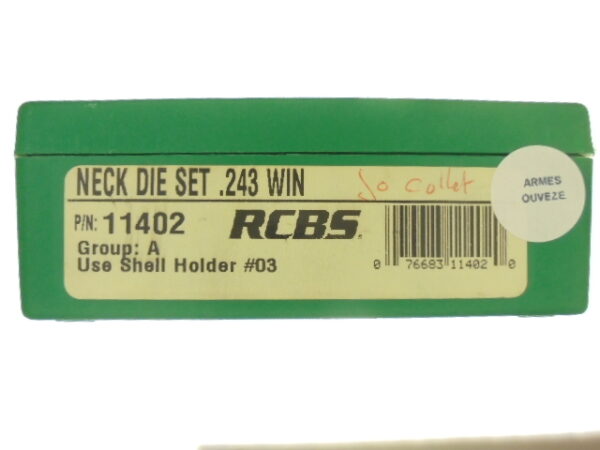 NECK DIE SET .243 WIN
Collet
P/N: 11402
RCBS.
Group: A
Use Shell Holder #03
0 76683 11402 0
ARMES
OUVEZE